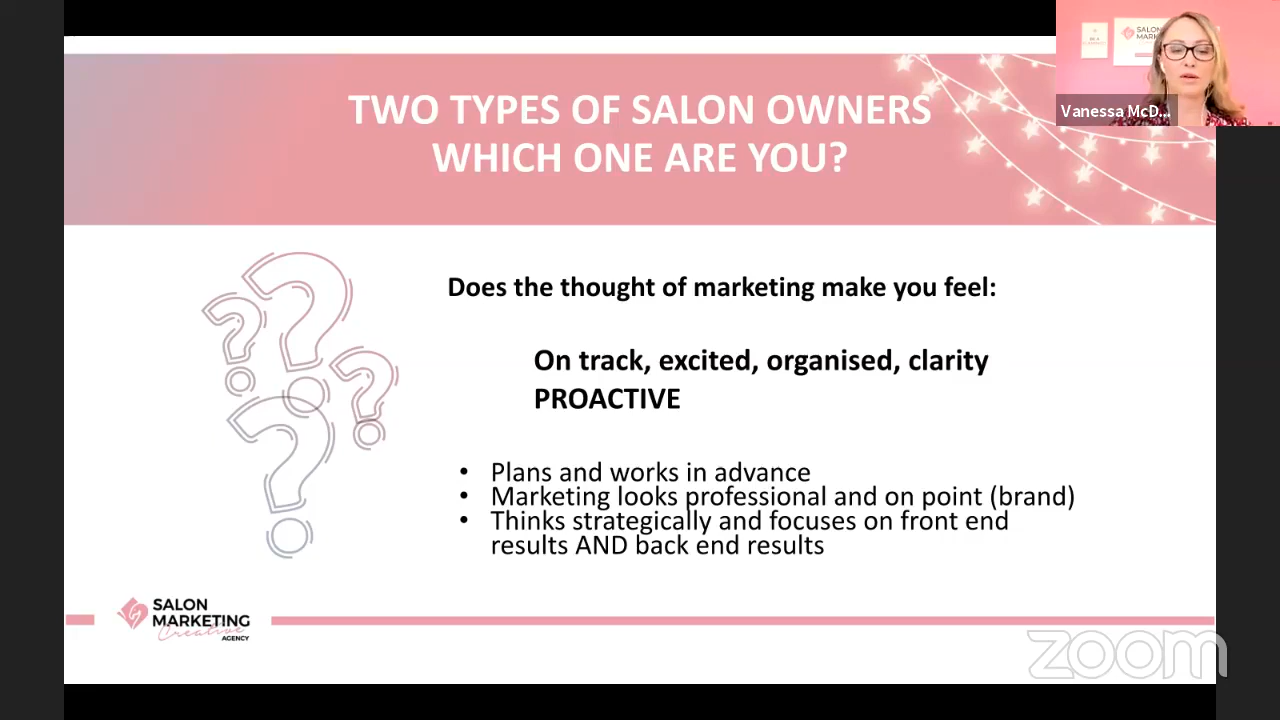 TWO TYPES OF SALON OWNERS
WHICH ONE ARE YOU?
SALON
Vanessa McD...
Does the thought of marketing make you feel:
On track, excited, organised, clarity
PROACTIVE
• Plans and works in advance
• Marketing looks professional and on point (brand)
• Thinks strategically and focuses on front end
results AND back end results
SALON
MARKETING
Creative
AGENCY
zoom